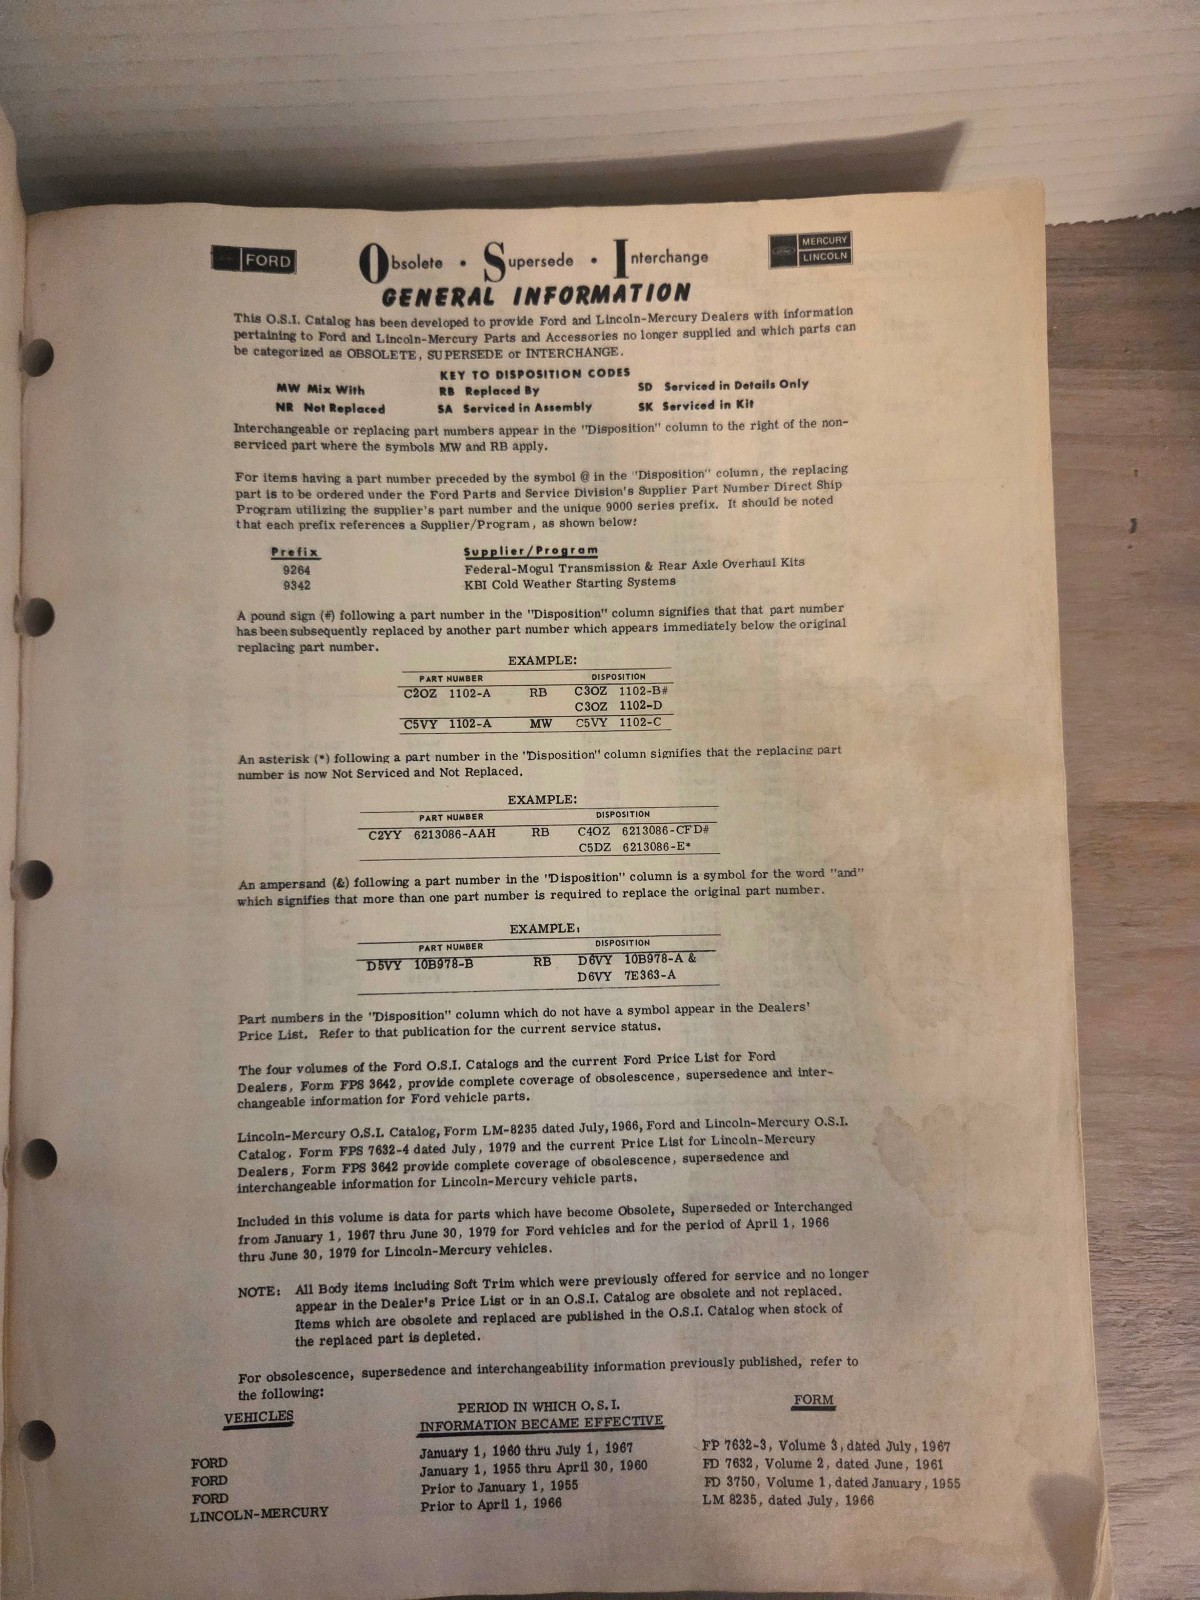 FORD
Obsolete • Supersede • Interchange
MERCURY
LINCOLN
GENERAL INFORMATION
This O.S.I. Catalog has been developed to provide Ford and Lincoln-Mercury Dealers with information
pertaining to Ford and Lincoln-Mercury Parts and Accessories no longer supplied and which parts can
be categorized as OBSOLETE, SUPERSEDE or INTERCHANGE.
KEY TO DISPOSITION CODES
MW Mix With RB Replaced By SD Serviced in Details Only
NR Not Replaced SA Serviced in Assembly SK Serviced in Kit
Interchangeable or replacing part numbers appear in the "Disposition" column to the right of the non-
serviced part where the symbols MW and RB apply.
For items having a part number preceded by the symbol @ in the "Disposition" column, the replacing
part is to be ordered under the Ford Parts and Service Division's Supplier Part Number Direct Ship
Program utilizing the supplier's part number and the unique 9000 series prefix. It should be noted
that each prefix references a Supplier/Program, as shown below:
Prefix Supplier/Program
9264 Federal-Mogul Transmission & Rear Axle Overhaul Kits
9342 KBI Cold Weather Starting Systems
A pound sign (#) following a part number in the "Disposition" column signifies that that part number
has been subsequently replaced by another part number which appears immediately below the original
replacing part number.
EXAMPLE:
PART NUMBER DISPOSITION
C2OZ 1102-A RB C3OZ 1102-B#
C3OZ 1102-D
C5VY 1102-A MW C5VY 1102-C
An asterisk (*) following a part number in the "Disposition" column signifies that the replacing part
number is now Not Serviced and Not Replaced.
EXAMPLE:
PART NUMBER DISPOSITION
C2YY 6213086-AAH RB C4OZ 6213086-CFD#
C5DZ 6213086-E*
An ampersand (&) following a part number in the "Disposition" column is a symbol for the word "and"
which signifies that more than one part number is required to replace the original part number.
EXAMPLE:
PART NUMBER DISPOSITION
D5VY 10B978-B RB D6VY 10B978-A &
D6VY 7E363-A
Part numbers in the "Disposition" column which do not have a symbol appear in the Dealers'
Price List. Refer to that publication for the current service status.
The four volumes of the Ford O.S.I. Catalogs and the current Ford Price List for Ford
Dealers, Form FPS 3642, provide complete coverage of obsolescence, supersedence and inter-
changeable information for Ford vehicle parts.
Lincoln-Mercury O.S.I. Catalog, Form LM-8235 dated July, 1966, Ford and Lincoln-Mercury O.S.I.
Catalog. Form FPS 7632-4 dated July, 1979 and the current Price List for Lincoln-Mercury
Dealers, Form FPS 3642 provide complete coverage of obsolescence, supersedence and
interchangeable information for Lincoln-Mercury vehicle parts.
Included in this volume is data for parts which have become Obsolete, Superseded or Interchanged
from January 1, 1967 thru June 30, 1979 for Ford vehicles and for the period of April 1, 1966
thru June 30, 1979 for Lincoln-Mercury vehicles.
NOTE: All Body items including Soft Trim which were previously offered for service and no longer
appear in the Dealer's Price List or in an O.S.I. Catalog are obsolete and not replaced.
Items which are obsolete and replaced are published in the O.S.I. Catalog when stock of
the replaced part is depleted.
For obsolescence, supersedence and interchangeability information previously published, refer to
the following:
VEHICLES PERIOD IN WHICH O.S.I. FORM
INFORMATION BECAME EFFECTIVE
FORD January 1, 1960 thru July 1, 1967 FP 7632-3, Volume 3, dated July, 1967
FORD January 1, 1955 thru April 30, 1960 FD 7632, Volume 2, dated June, 1961
FORD Prior to January 1, 1955 FD 3750, Volume 1, dated January, 1955
LINCOLN-MERCURY Prior to April 1, 1966 LM 8235, dated July, 1966